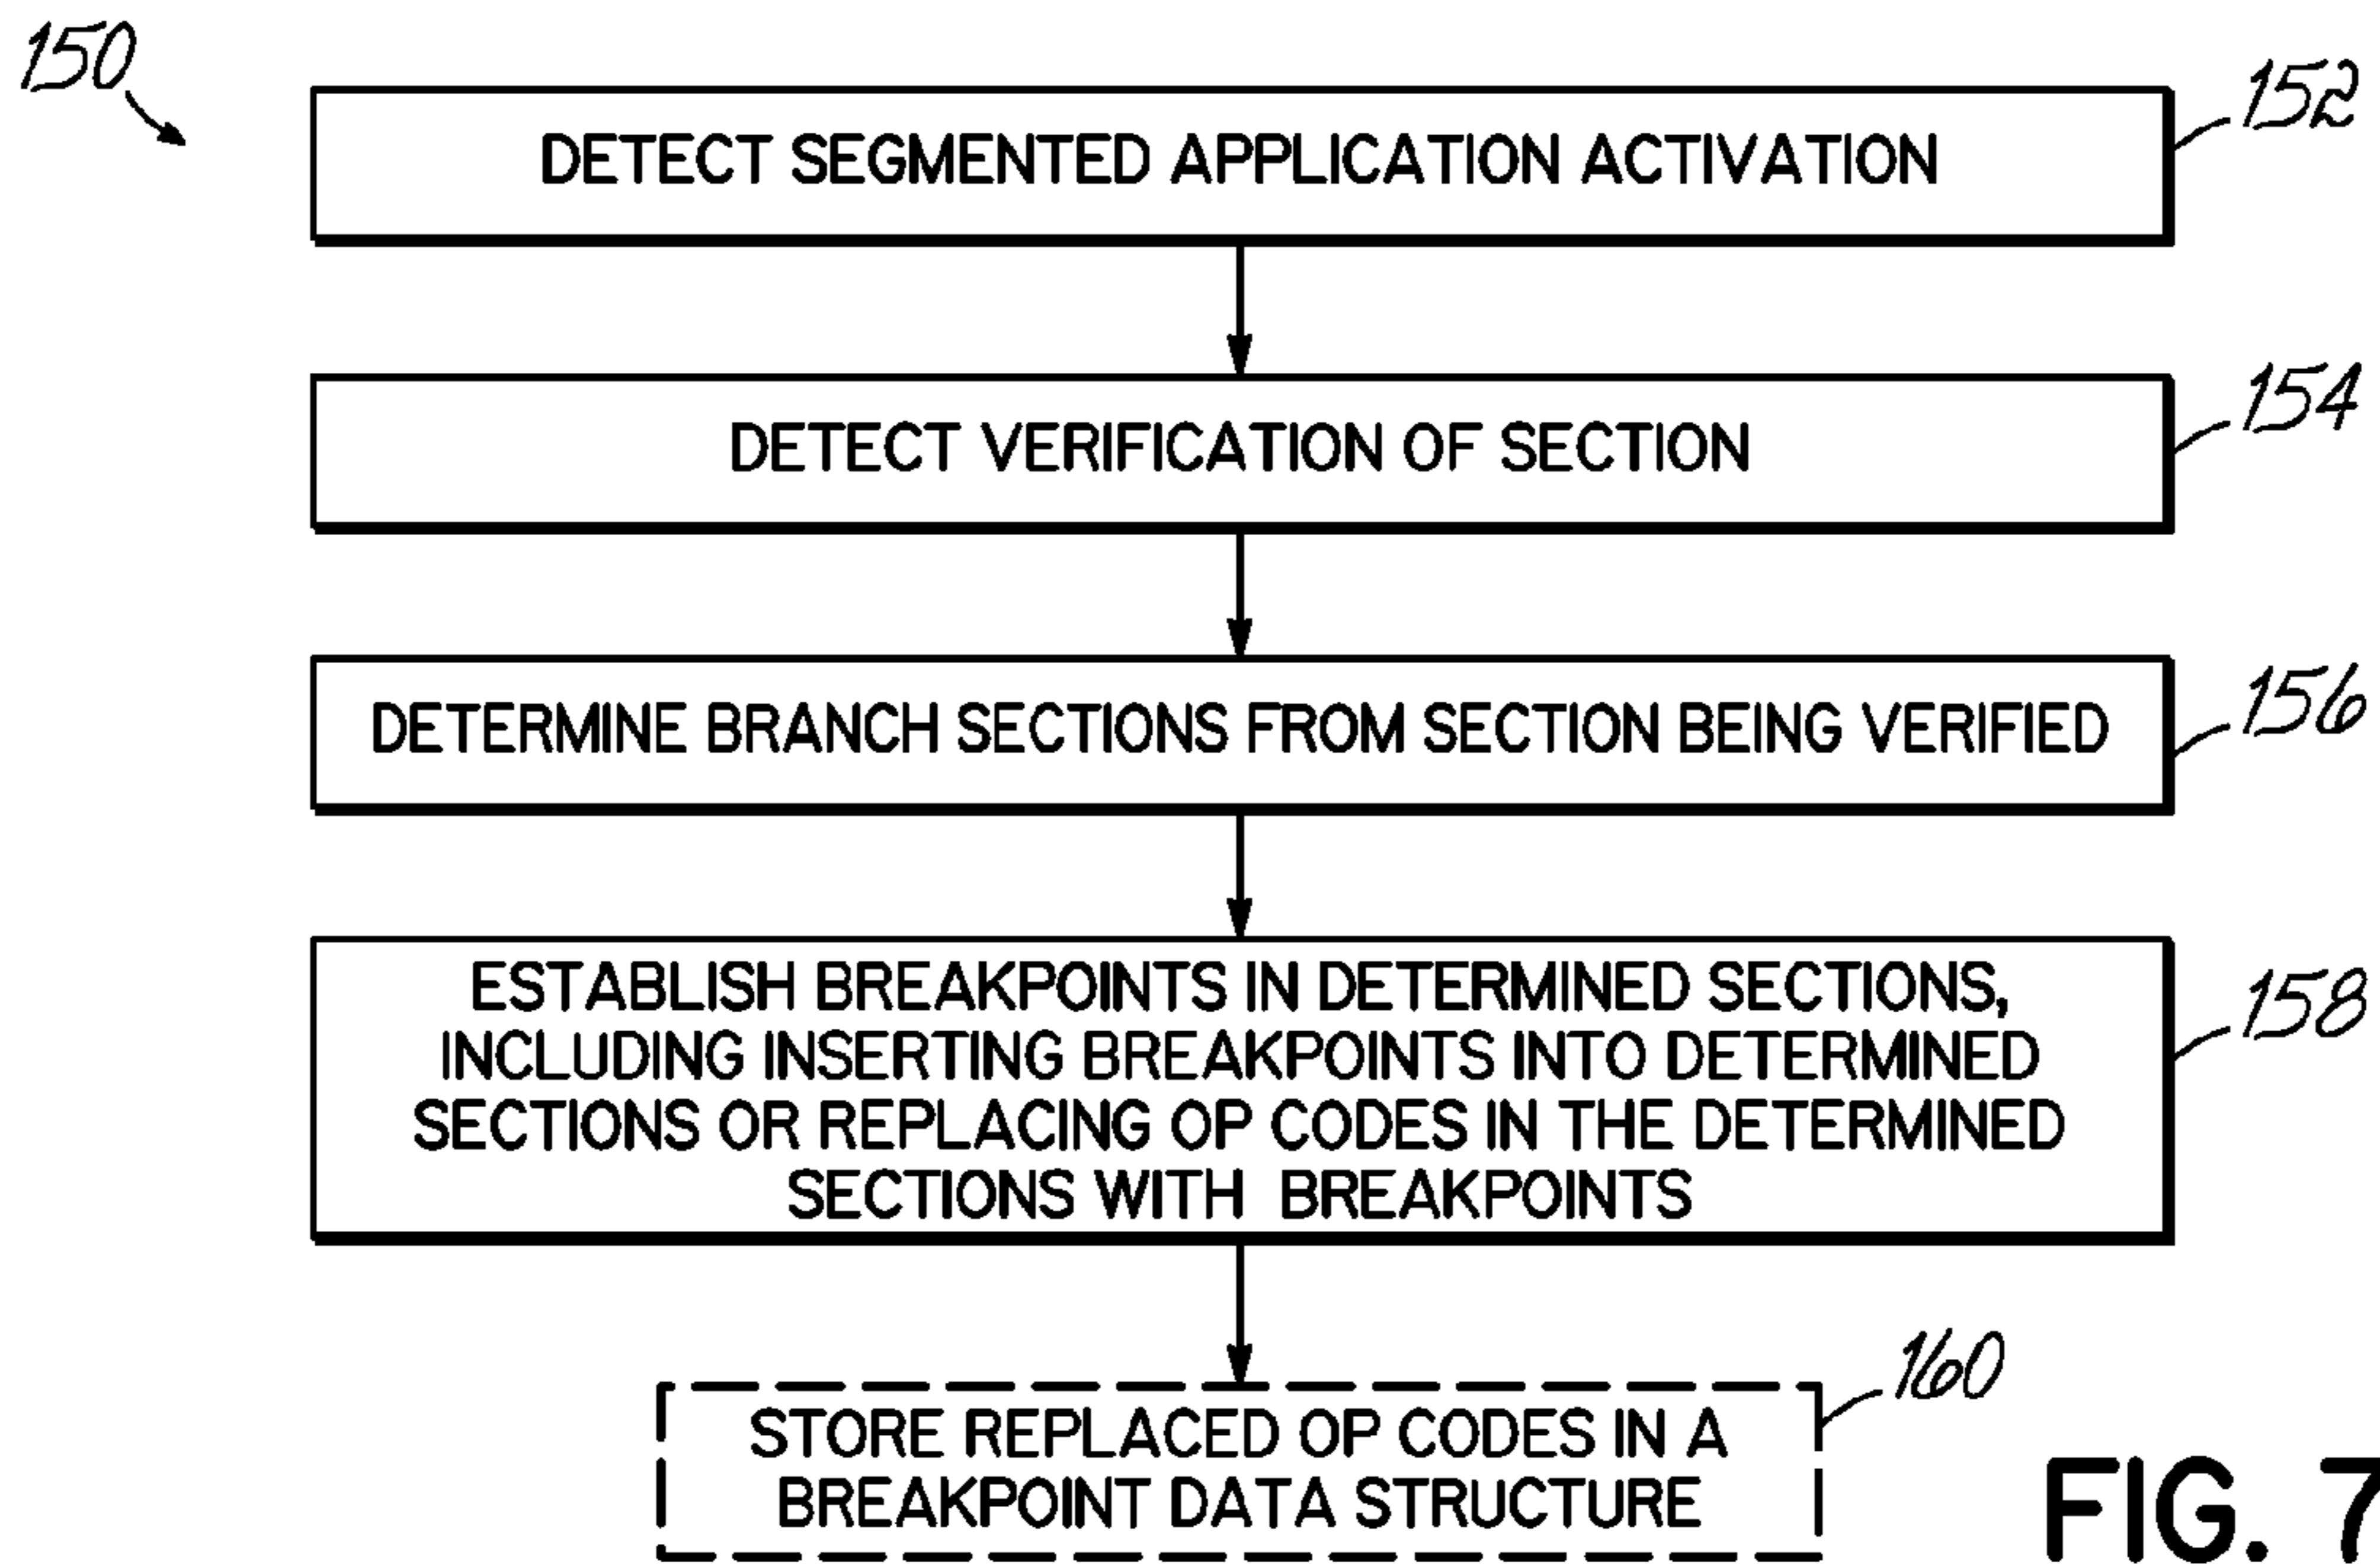 150
152
DETECT SEGMENTED APPLICATION ACTIVATION
154
DETECT VERIFICATION OF SECTION
156
DETERMINE BRANCH SECTIONS FROM SECTION BEING VERIFIED
158
ESTABLISH BREAKPOINTS IN DETERMINED SECTIONS,
INCLUDING INSERTING BREAKPOINTS INTO DETERMINED
SECTIONS OR REPLACING OP CODES IN THE DETERMINED
SECTIONS WITH BREAKPOINTS
160
STORE REPLACED OP CODES IN A
BREAKPOINT DATA STRUCTURE
FIG. 7